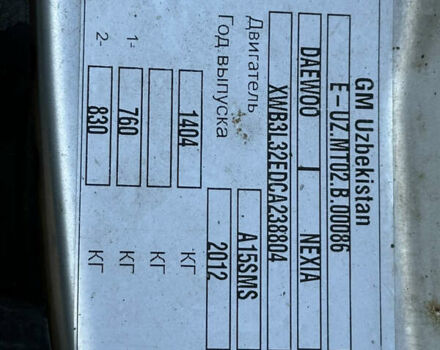 GM Uzbekistan
E-UZ.MT02.B.00086
DAEWOO I NEXIA
XWB3L32EDCA238804
Двигатель A15SMS
Год выпуска 2012
1404 КГ
КГ
1- 760 КГ
2- 830 КГ